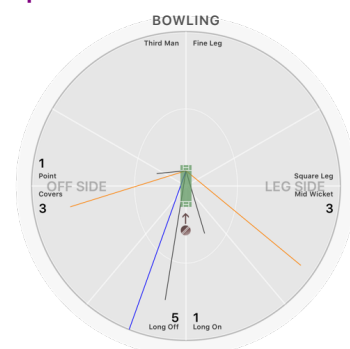 BOWLING
Third Man Fine Leg
1
Point
OFF SIDE
Covers
3
Square Leg
LEG SIDE
Mid Wicket
3
5
Long Off
1
Long On